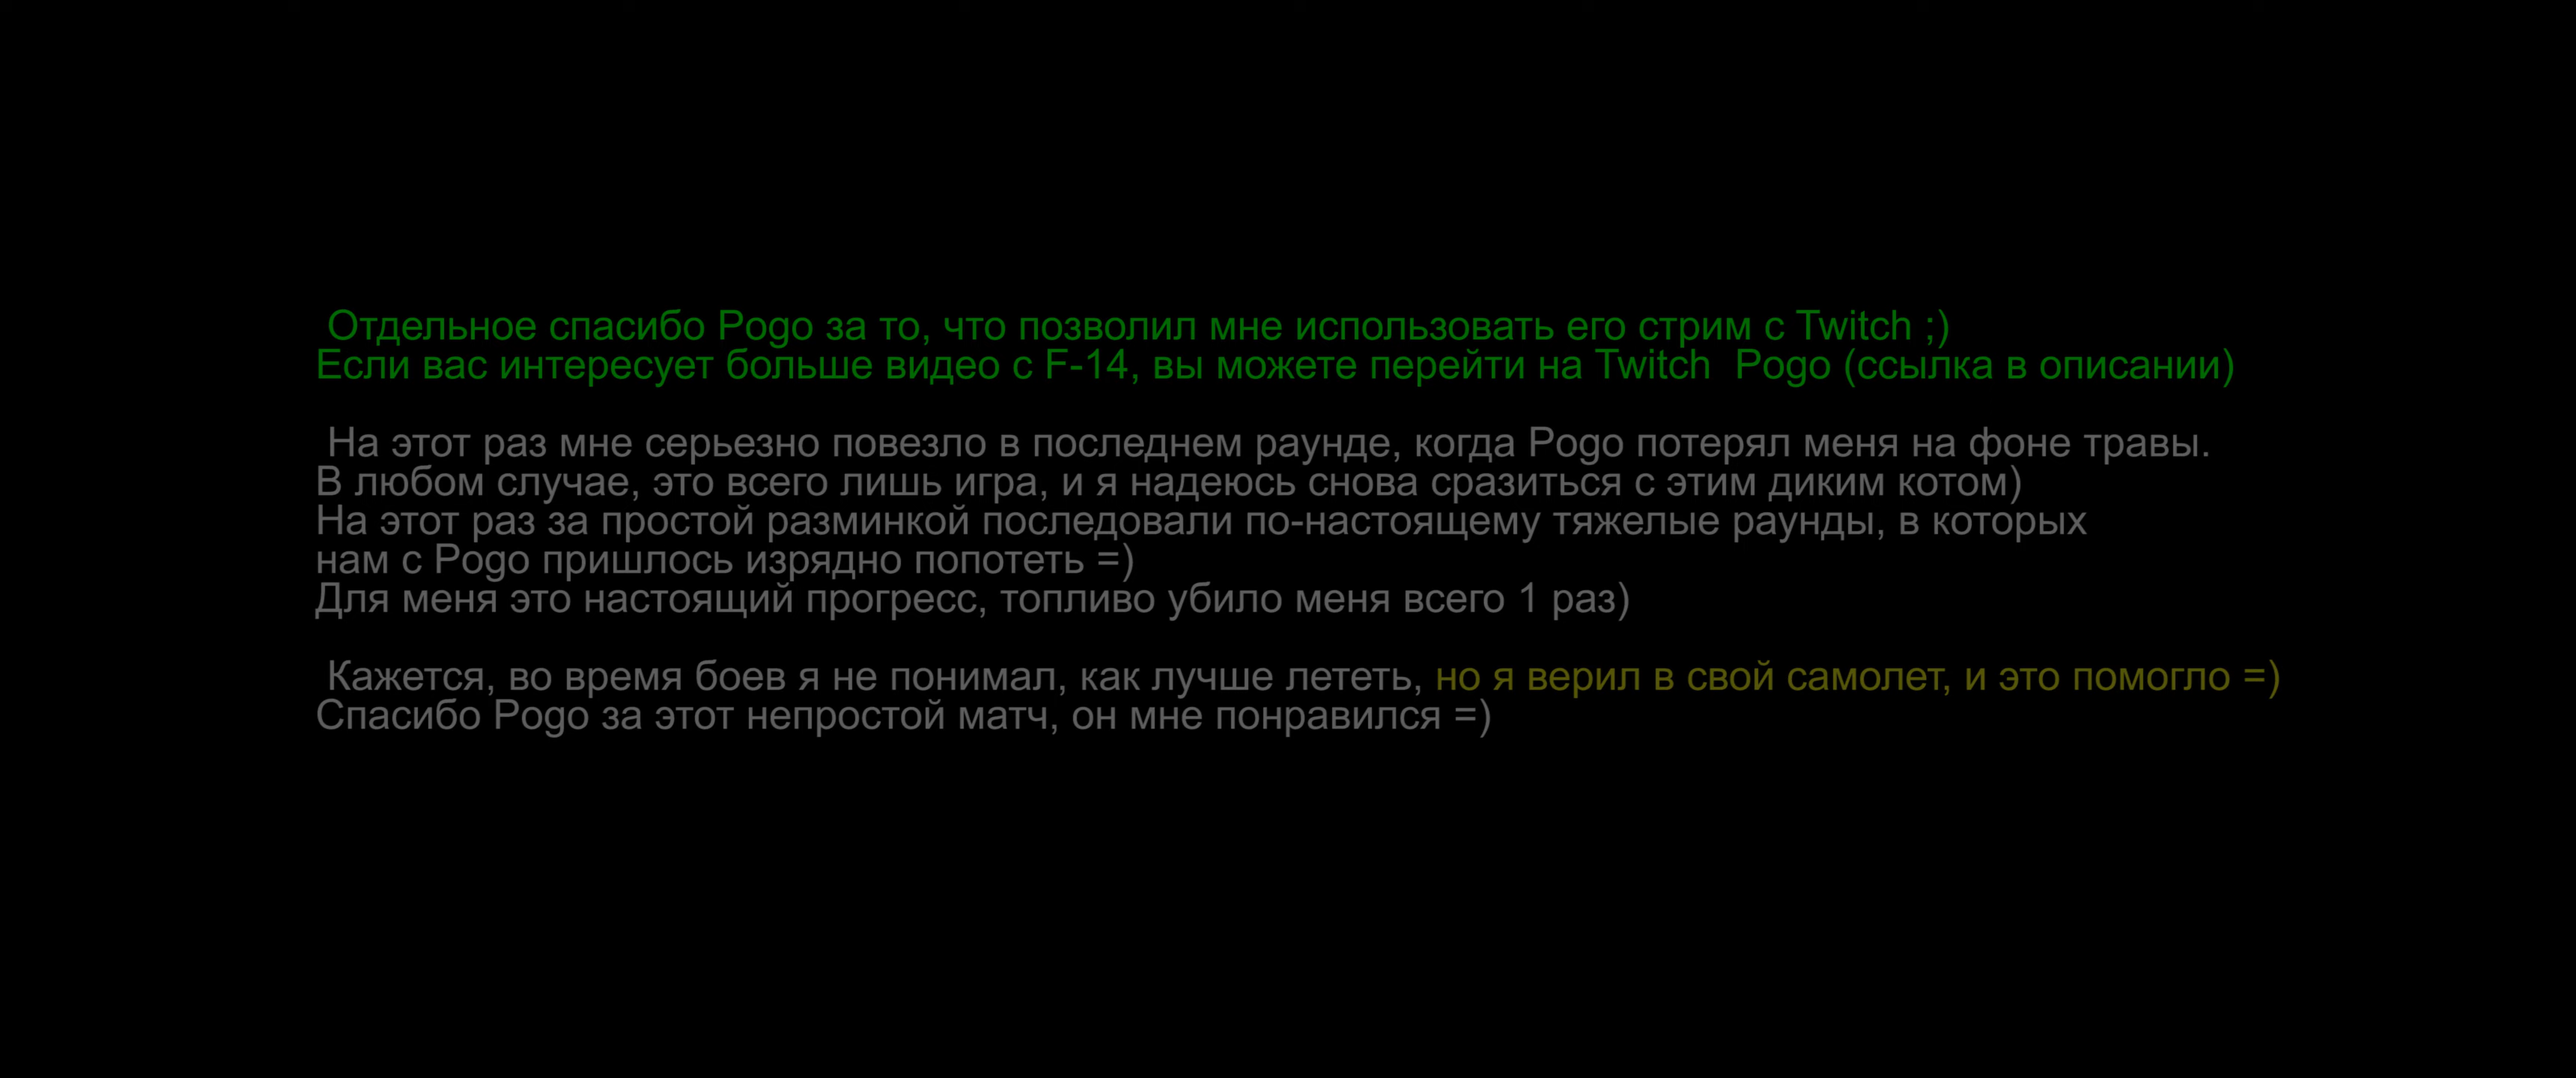 Отдельное спасибо Pogo за то, что позволил мне использовать его стрим с Twitch ;)
Если вас интересует больше видео с F-14, вы можете перейти на Twitch  Pogo (ссылка в описании)
На этот раз мне серьезно повезло в последнем раунде, когда Pogo потерял меня на фоне травы.
В любом случае, это всего лишь игра, и я надеюсь снова сразиться с этим диким котом)
На этот раз за простой разминкой последовали по-настоящему тяжелые раунды, в которых
нам с Pogo пришлось изрядно попотеть =)
Для меня это настоящий прогресс, топливо убило меня всего 1 раз)
Кажется, во время боев я не понимал, как лучше лететь, но я верил в свой самолет, и это помогло =)
Спасибо Pogo за этот непростой матч, он мне понравился =)